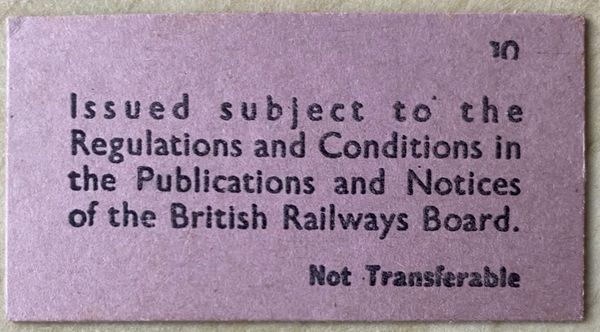 Issued subject to the
Regulations and Conditions in
the Publications and Notices
of the British Railways Board.
Not Transferable